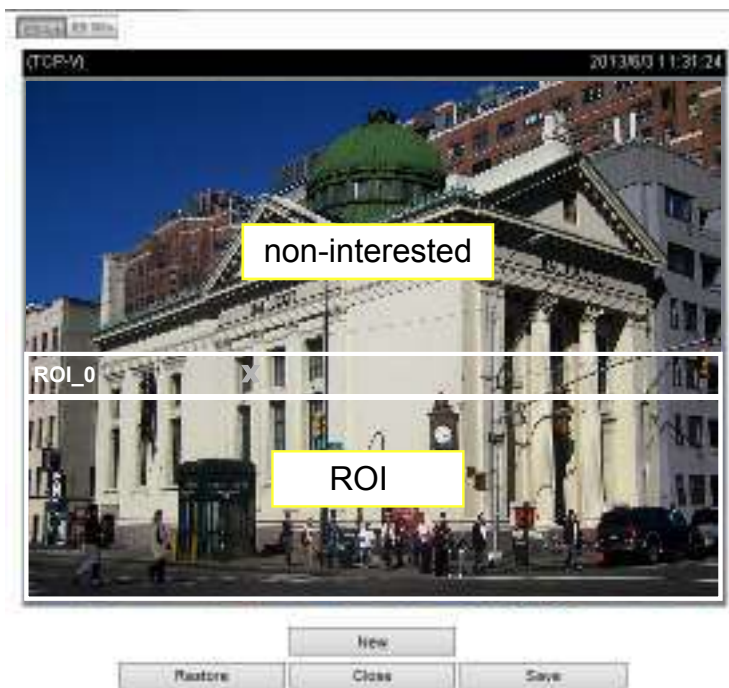 (TCP-V)
2013/6/3 11:31:24
non-interested
ROI_0 X
ROI
New
Restore Close Save